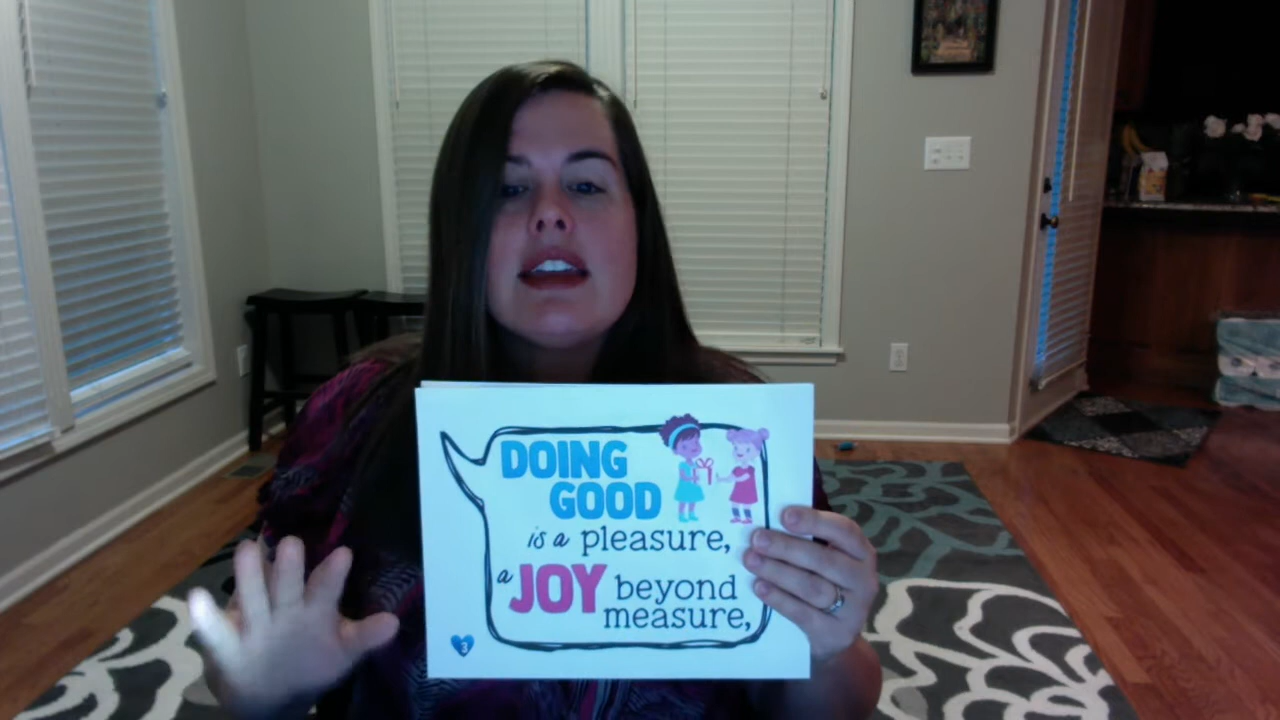 DOING
GOOD
is a pleasure,
a JOY beyond
measure,
3